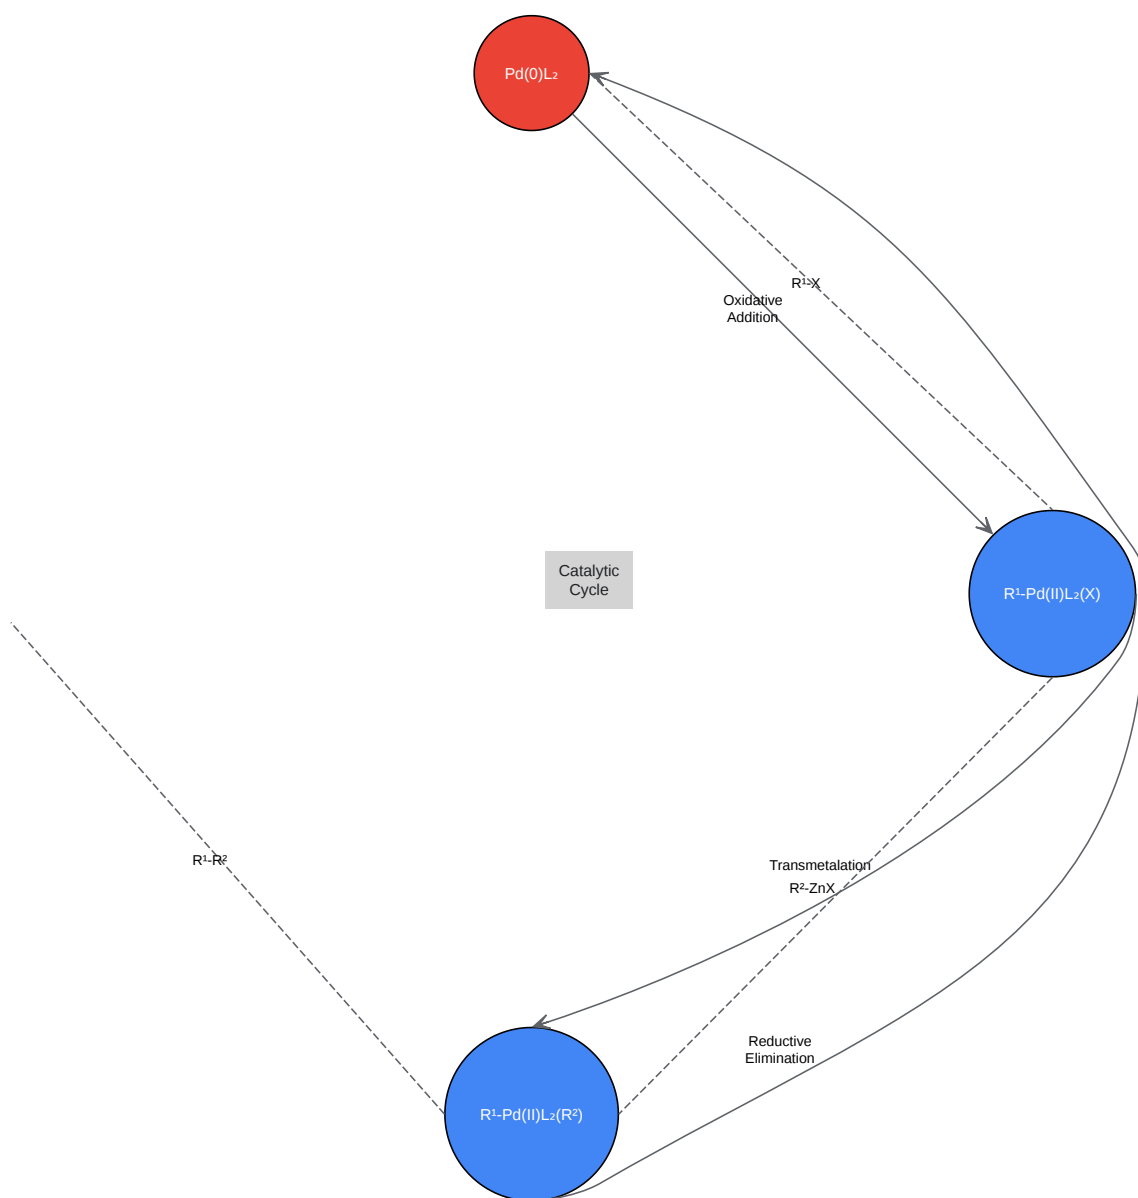 Pd(0)L₂
R¹-X
Oxidative
Addition
Catalytic
Cycle
R¹-Pd(II)L₂(X)
R¹-R²
Transmetalation
R²-ZnX
Reductive
Elimination
R¹-Pd(II)L₂(R²)